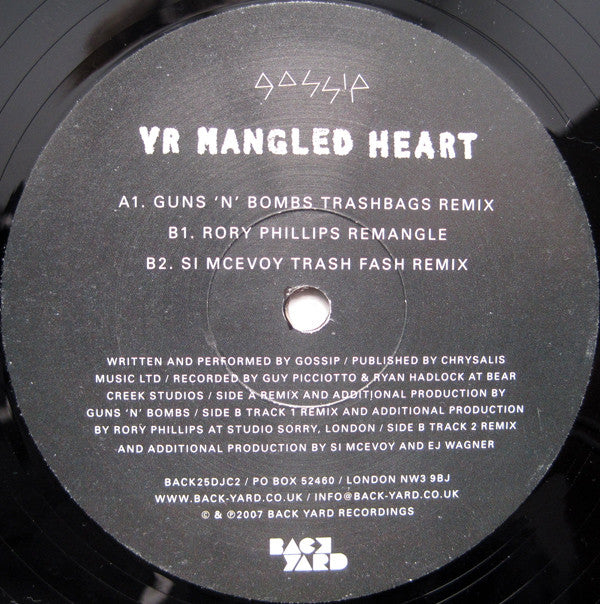 GOSSIP
YR MANGLED HEART
A1. GUNS 'N' BOMBS TRASHBAGS REMIX
B1. RORY PHILLIPS REMANGLE
B2. SI MCEVOY TRASH FASH REMIX
WRITTEN AND PERFORMED BY GOSSIP / PUBLISHED BY CHRYSALIS
MUSIC LTD / RECORDED BY GUY PICCIOTTO & RYAN HADLOCK AT BEAR
CREEK STUDIOS / SIDE A REMIX AND ADDITIONAL PRODUCTION BY
GUNS 'N' BOMBS / SIDE B TRACK 1 REMIX AND ADDITIONAL PRODUCTION
BY RORY PHILLIPS AT STUDIO SORRY, LONDON / SIDE B TRACK 2 REMIX
AND ADDITIONAL PRODUCTION BY SI MCEVOY AND EJ WAGNER
BACK25DJC2 / PO BOX 52460 / LONDON NW3 9BJ
WWW.BACK-YARD.CO.UK / INFO@BACK-YARD.CO.UK
© & ℗2007 BACK YARD RECORDINGS
BACK
YARD